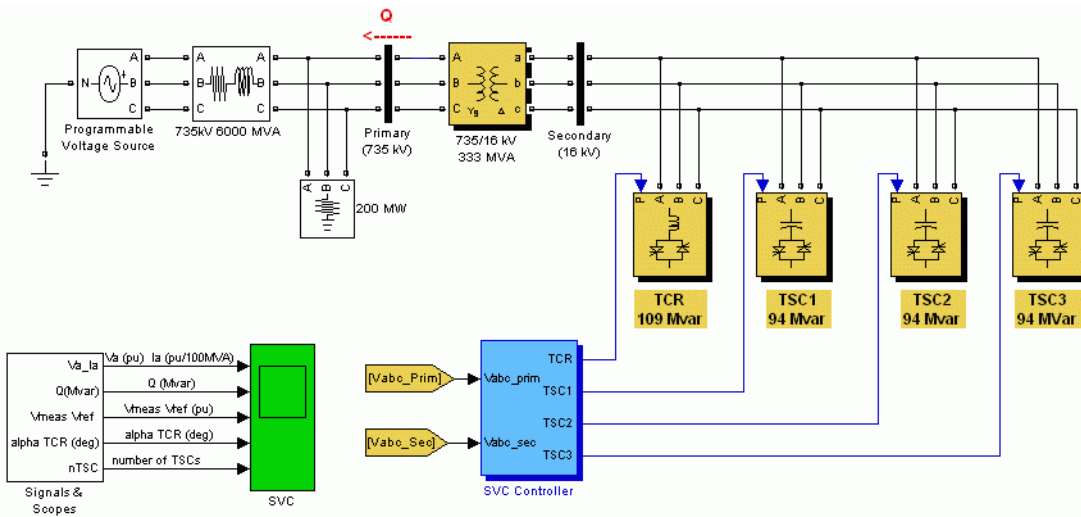 Q
N
A
B
C
A
B
C
A
B
C
A
B
C
Yg
Δ
a
b
c
Programmable
Voltage Source
735kV 6000 MVA
Primary
(735 kV)
735/16 kV
333 MVA
Secondary
(16 kV)
A B C
200 MW
P A B C
P A B C
P A B C
P A B C
TCR
109 Mvar
TSC1
94 Mvar
TSC2
94 Mvar
TSC3
94 MVar
Va_Ia
Q(Mvar)
Vmeas Vref
alpha TCR (deg)
nTSC
Va (pu) Ia (pu/100MVA)
Q (Mvar)
Vmeas Vref (pu)
alpha TCR (deg)
number of TSCs
Signals &
Scopes
SVC
[Vabc_Prim]
[Vabc_Sec]
Vabc_prim
Vabc_sec
TCR
TSC1
TSC2
TSC3
SVC Controller